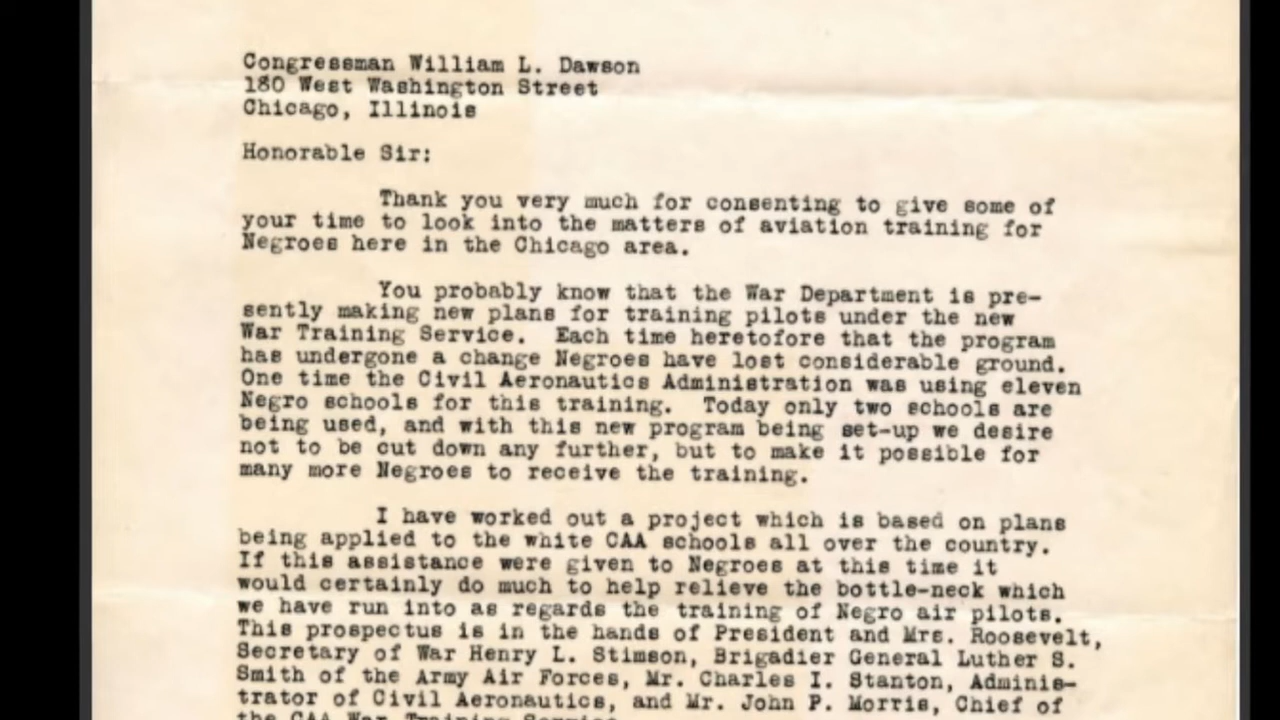 Congressman William L. Dawson
180 West Washington Street
Chicago, Illinois
Honorable Sir:
Thank you very much for consenting to give some of
your time to look into the matters of aviation training for
Negroes here in the Chicago area.
You probably know that the War Department is pre-
sently making new plans for training pilots under the new
War Training Service. Each time heretofore that the program
has undergone a change Negroes have lost considerable ground.
One time the Civil Aeronautics Administration was using eleven
Negro schools for this training. Today only two schools are
being used, and with this new program being set-up we desire
not to be cut down any further, but to make it possible for
many more Negroes to receive the training.
I have worked out a project which is based on plans
being applied to the white CAA schools all over the country.
If this assistance were given to Negroes at this time it
would certainly do much to help relieve the bottle-neck which
we have run into as regards the training of Negro air pilots.
This prospectus is in the hands of President and Mrs. Roosevelt,
Secretary of War Henry L. Stimson, Brigadier General Luther S.
Smith of the Army Air Forces, Mr. Charles I. Stanton, Adminis-
trator of Civil Aeronautics, and Mr. John P. Morris, Chief of
the CAA War Training Service